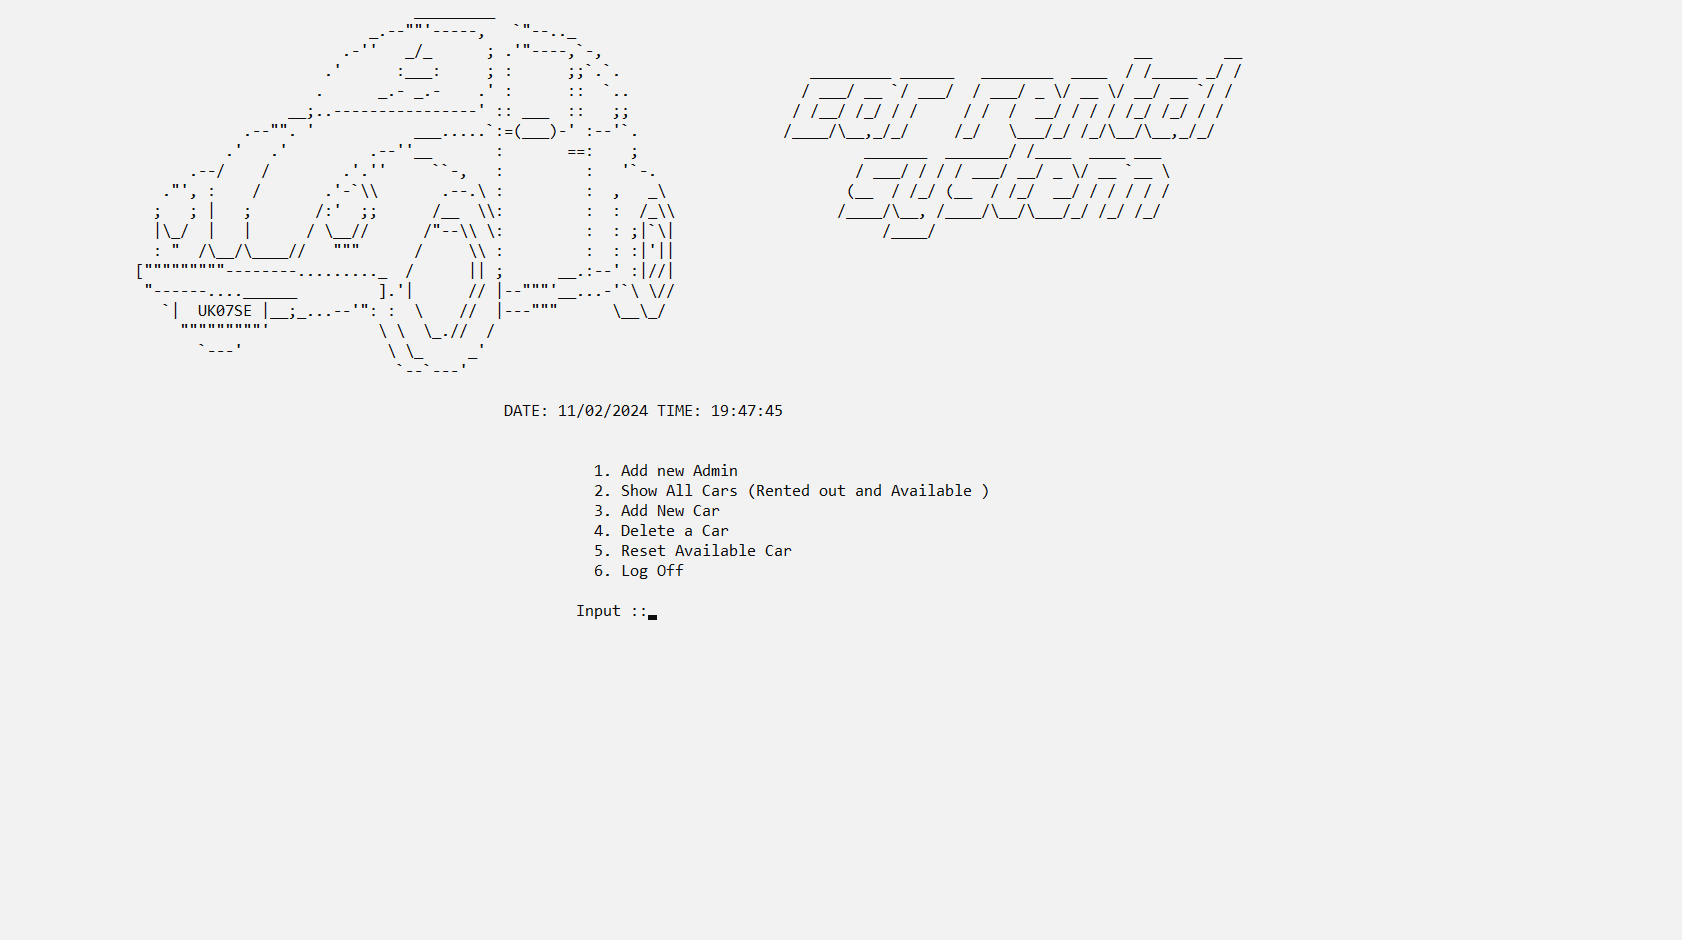 car rental
system
UK07SE
DATE: 11/02/2024 TIME: 19:47:45
1. Add new Admin
2. Show All Cars (Rented out and Available )
3. Add New Car
4. Delete a Car
5. Reset Available Car
6. Log Off
Input ::